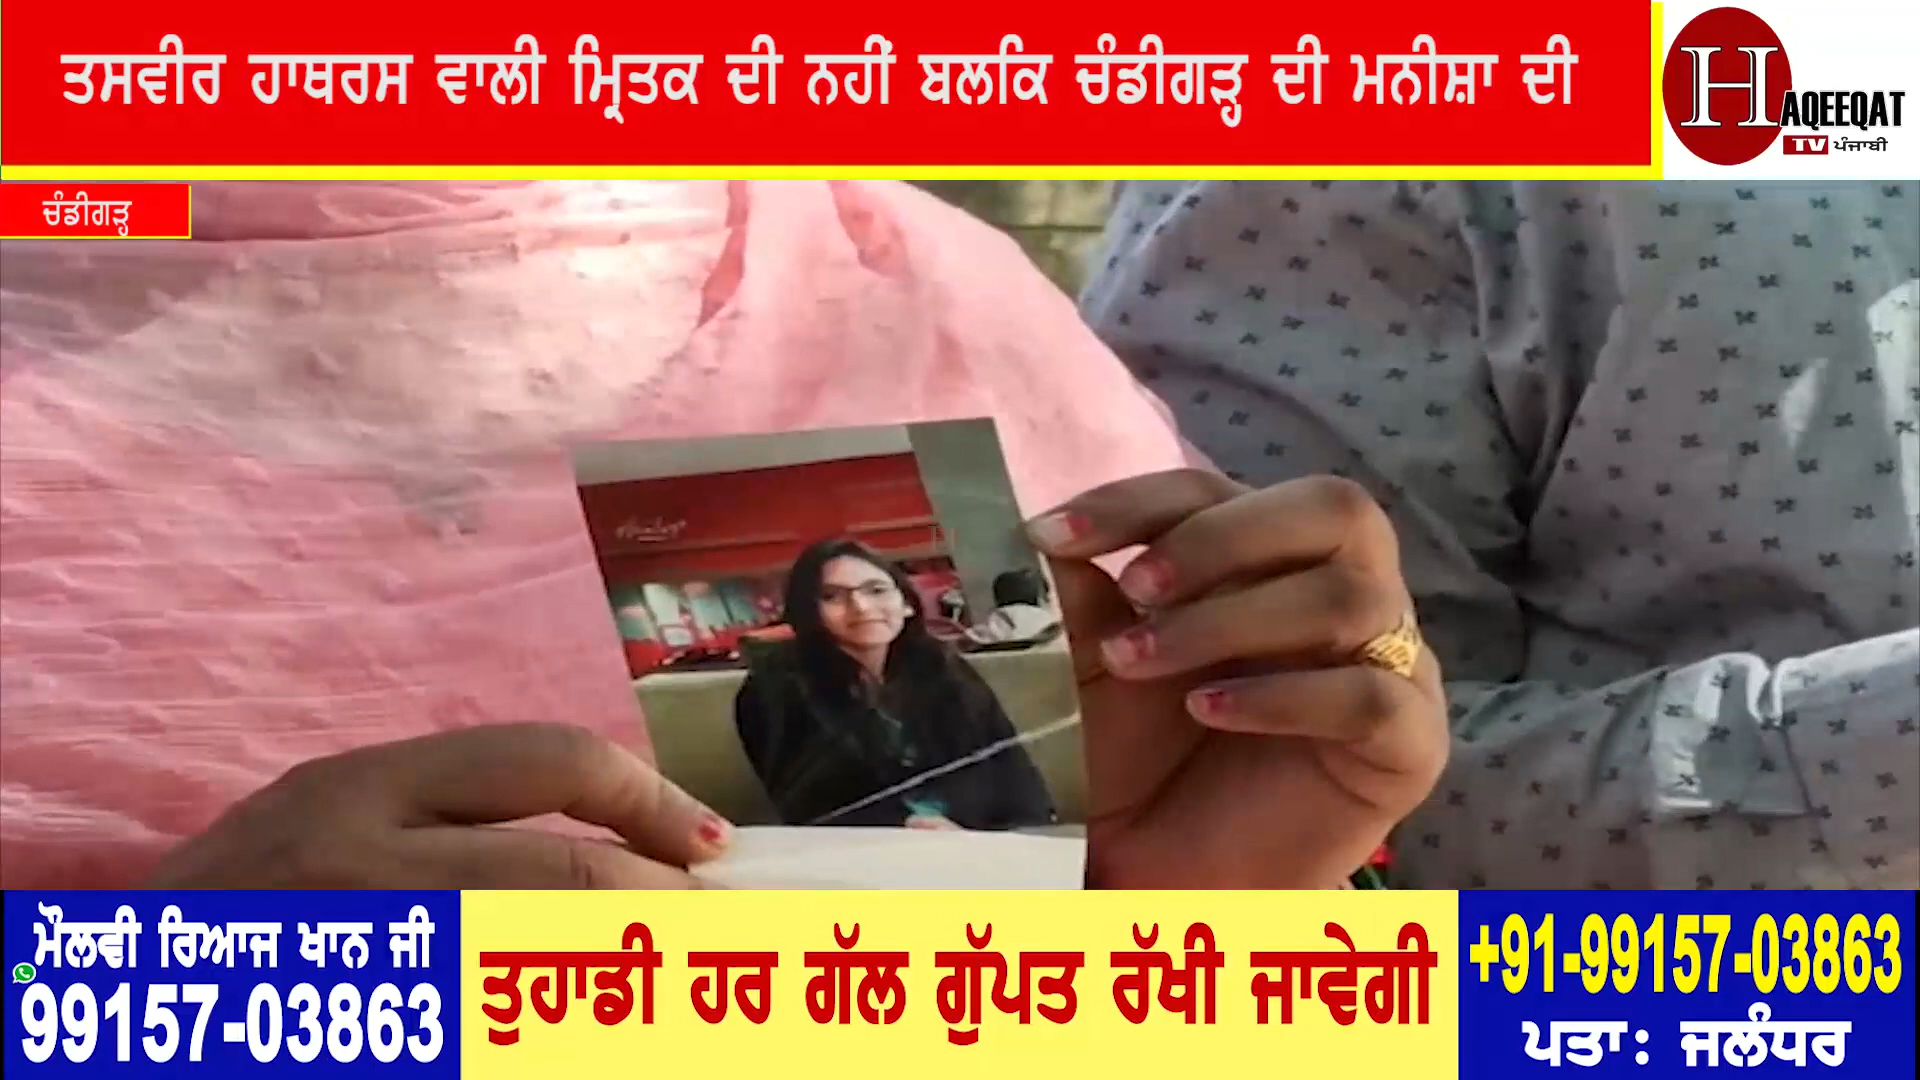 ਤਸਵੀਰ ਹਾਥਰਸ ਵਾਲੀ ਮ੍ਰਿਤਕ ਦੀ ਨਹੀਂ ਬਲਕਿ ਚੰਡੀਗੜ੍ਹ ਦੀ ਮਨੀਸ਼ਾ ਦੀ
HAQEEQAT
TV ਪੰਜਾਬੀ
ਚੰਡੀਗੜ੍ਹ
ਮੌਲਵੀ ਰਿਆਜ ਖਾਨ ਜੀ
99157-03863
ਤੁਹਾਡੀ ਹਰ ਗੱਲ ਗੁੱਪਤ ਰੱਖੀ ਜਾਵੇਗੀ
+91-99157-03863
ਪਤਾ: ਜਲੰਧਰ